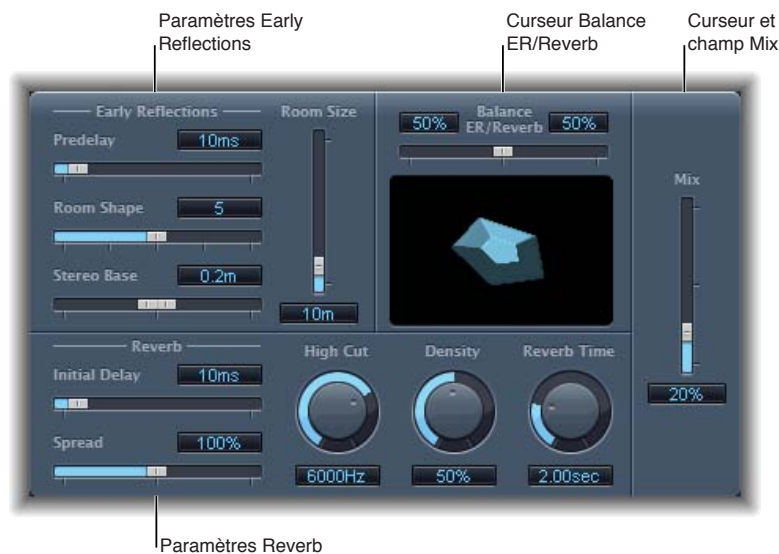 Paramètres Early
Reflections
Curseur Balance
ER/Reverb
Curseur et
champ Mix
Early Reflections
Predelay
10ms
Room Shape
5
Stereo Base
0.2m
Room Size
10m
50%
Balance
ER/Reverb
50%
Mix
20%
Reverb
Initial Delay
10ms
Spread
100%
High Cut
6000Hz
Density
50%
Reverb Time
2.00sec
Paramètres Reverb